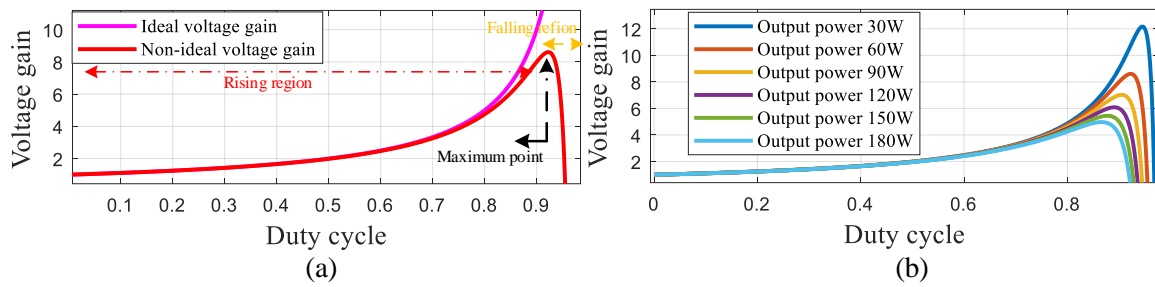 Ideal voltage gain
Non-ideal voltage gain
Falling refion
Rising region
Maximum point
Voltage gain
10
8
6
4
2
0.1
0.2
0.3
0.4
0.5
0.6
0.7
0.8
0.9
Duty cycle
(a)
Output power 30W
Output power 60W
Output power 90W
Output power 120W
Output power 150W
Output power 180W
Voltage gain
12
10
8
6
4
2
0
0.2
0.4
0.6
0.8
Duty cycle
(b)